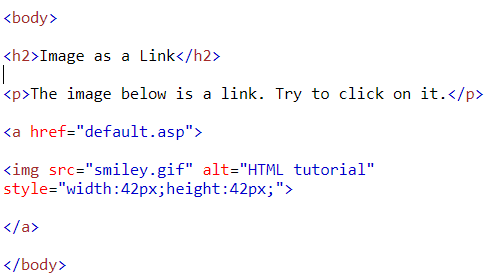 <body>
<h2>Image as a Link</h2>
<p>The image below is a link. Try to click on it.</p>
<a href="default.asp">
<img src="smiley.gif" alt="HTML tutorial"
style="width:42px;height:42px;">
</a>
</body>